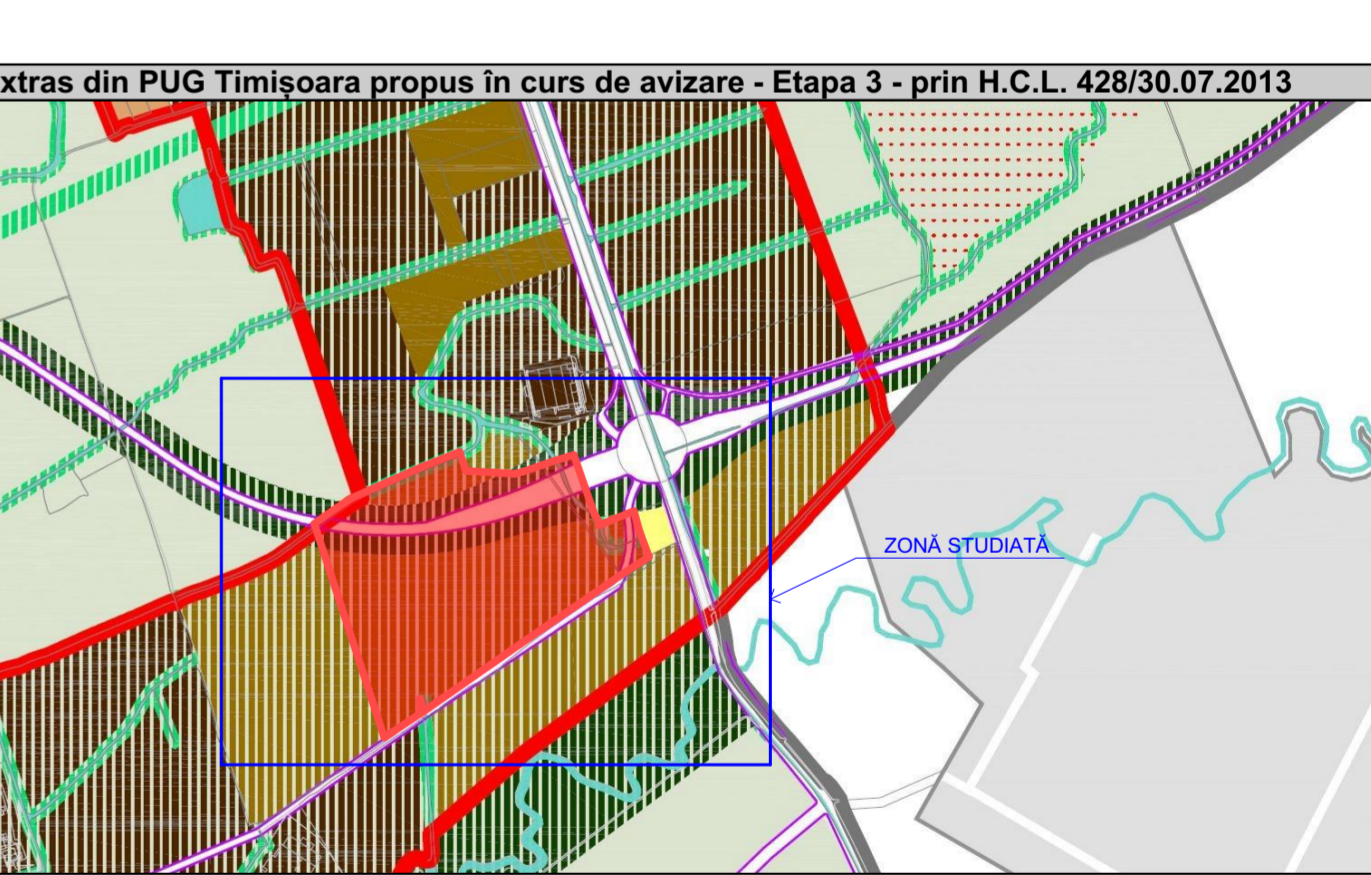 xtras din PUG Timișoara propus în curs de avizare - Etapa 3 - prin H.C.L. 428/30.07.2013
ZONĂ STUDIATĂ